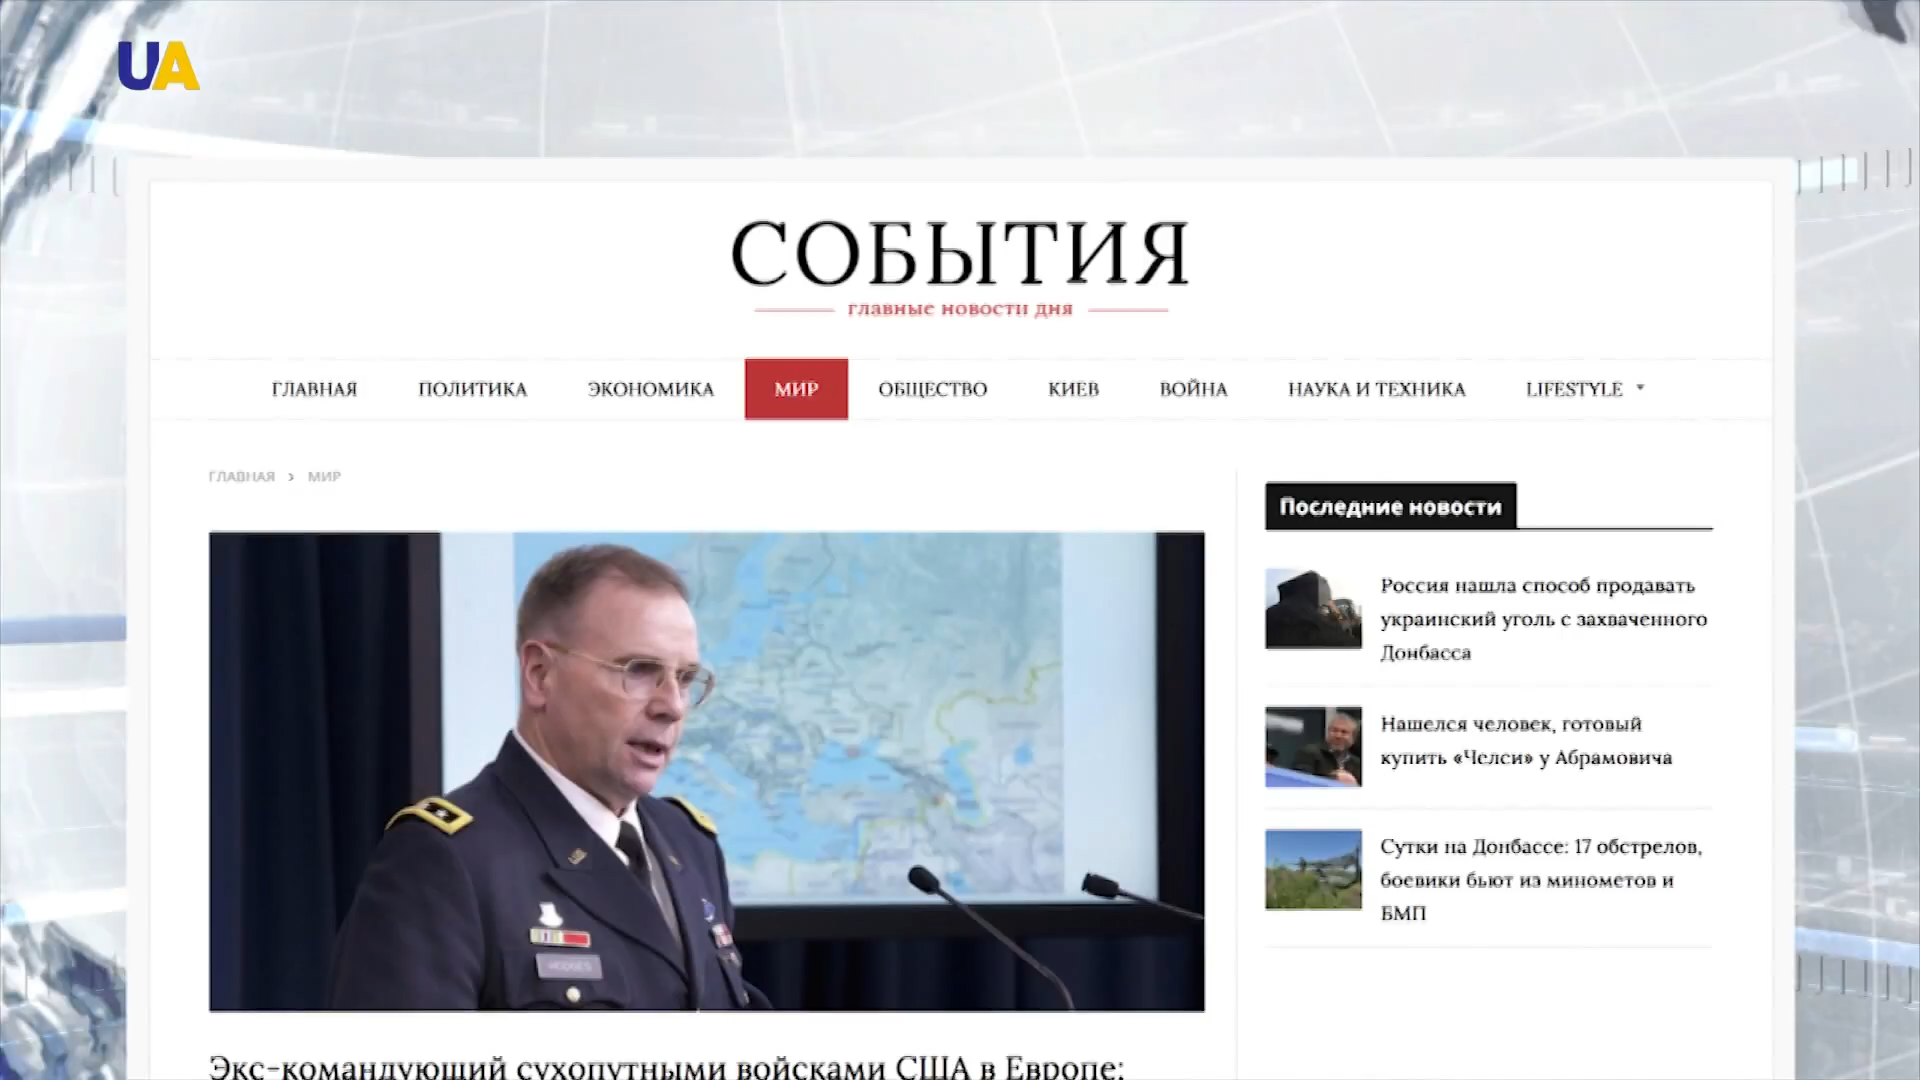 UA
СОБЫТИЯ
главные новости дня
ГЛАВНАЯ ПОЛИТИКА ЭКОНОМИКА МИР ОБЩЕСТВО КИЕВ ВОЙНА НАУКА И ТЕХНИКА LIFESTYLE
ГЛАВНАЯ > МИР
Последние новости
Россия нашла способ продавать
украинский уголь с захваченного
Донбасса
Нашелся человек, готовый
купить «Челси» у Абрамовича
Сутки на Донбассе: 17 обстрелов,
боевики бьют из минометов и
БМП
HODGES
Экс-командующий сухопутными войсками США в Европе: